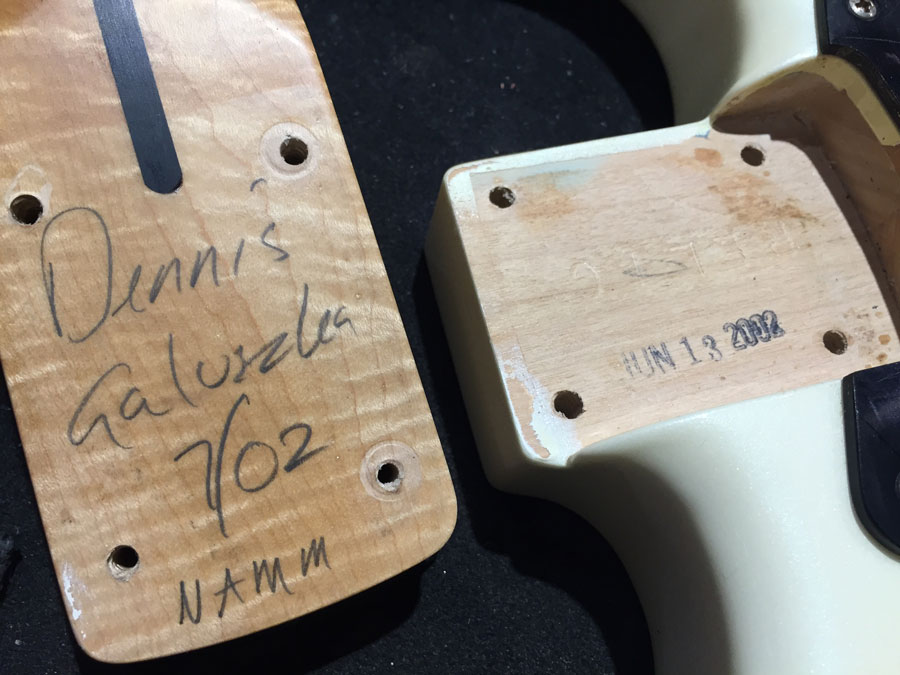 Dennis
Galuszka
7/02
NAMM
JUN 13 2002